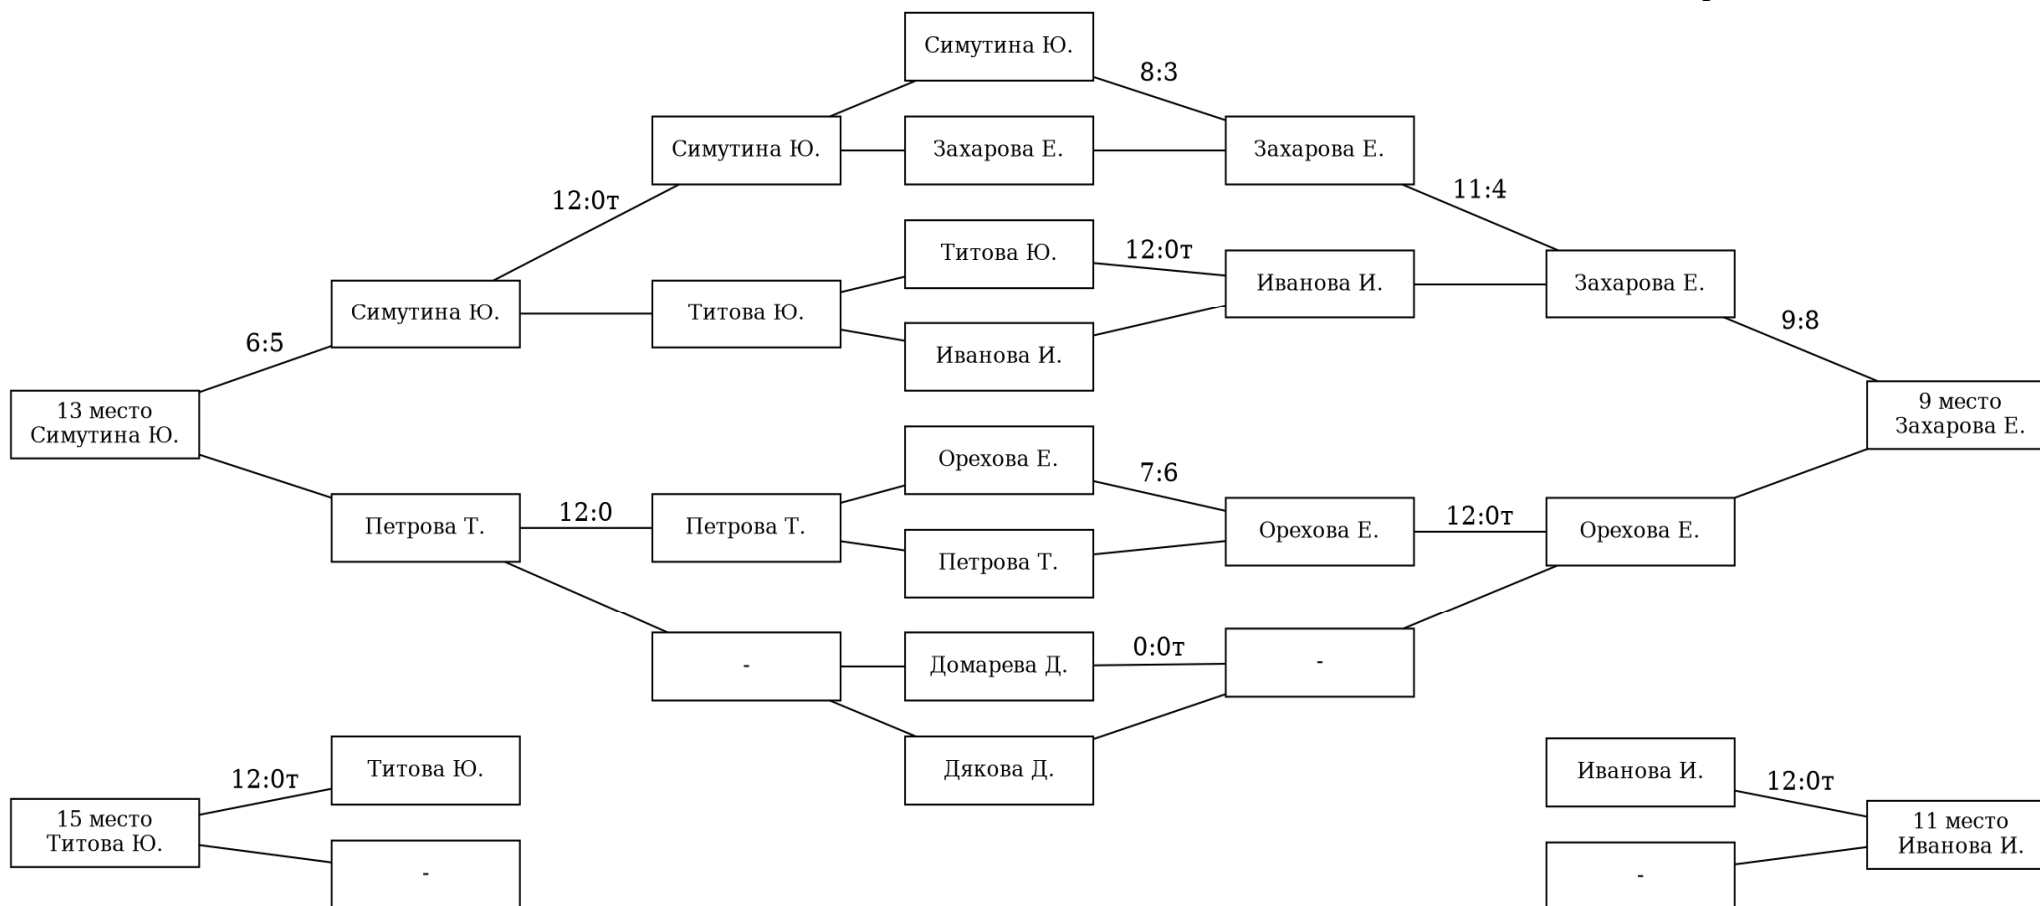 Симутина Ю.
8:3
Симутина Ю.
Захарова Е.
Захарова Е.
12:0т
11:4
Титова Ю.
12:0т
Симутина Ю.
Титова Ю.
Иванова И.
Захарова Е.
6:5
Иванова И.
9:8
13 место
Симутина Ю.
9 место
Захарова Е.
Орехова Е.
7:6
Петрова Т.
12:0
Петрова Т.
Орехова Е.
12:0т
Орехова Е.
Петрова Т.
-
Домарева Д.
0:0т
-
Титова Ю.
Дякова Д.
Иванова И.
12:0т
12:0т
15 место
Титова Ю.
11 место
Иванова И.
-
-